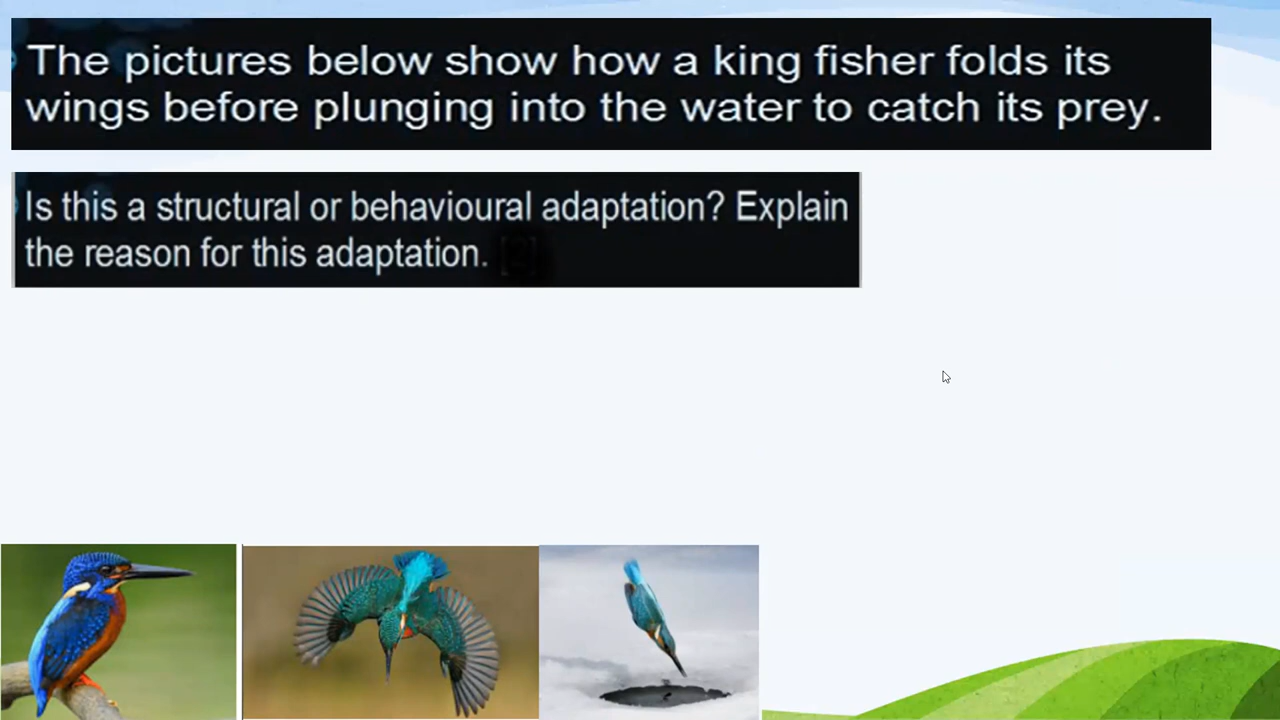 The pictures below show how a king fisher folds its
wings before plunging into the water to catch its prey.
Is this a structural or behavioural adaptation? Explain
the reason for this adaptation.